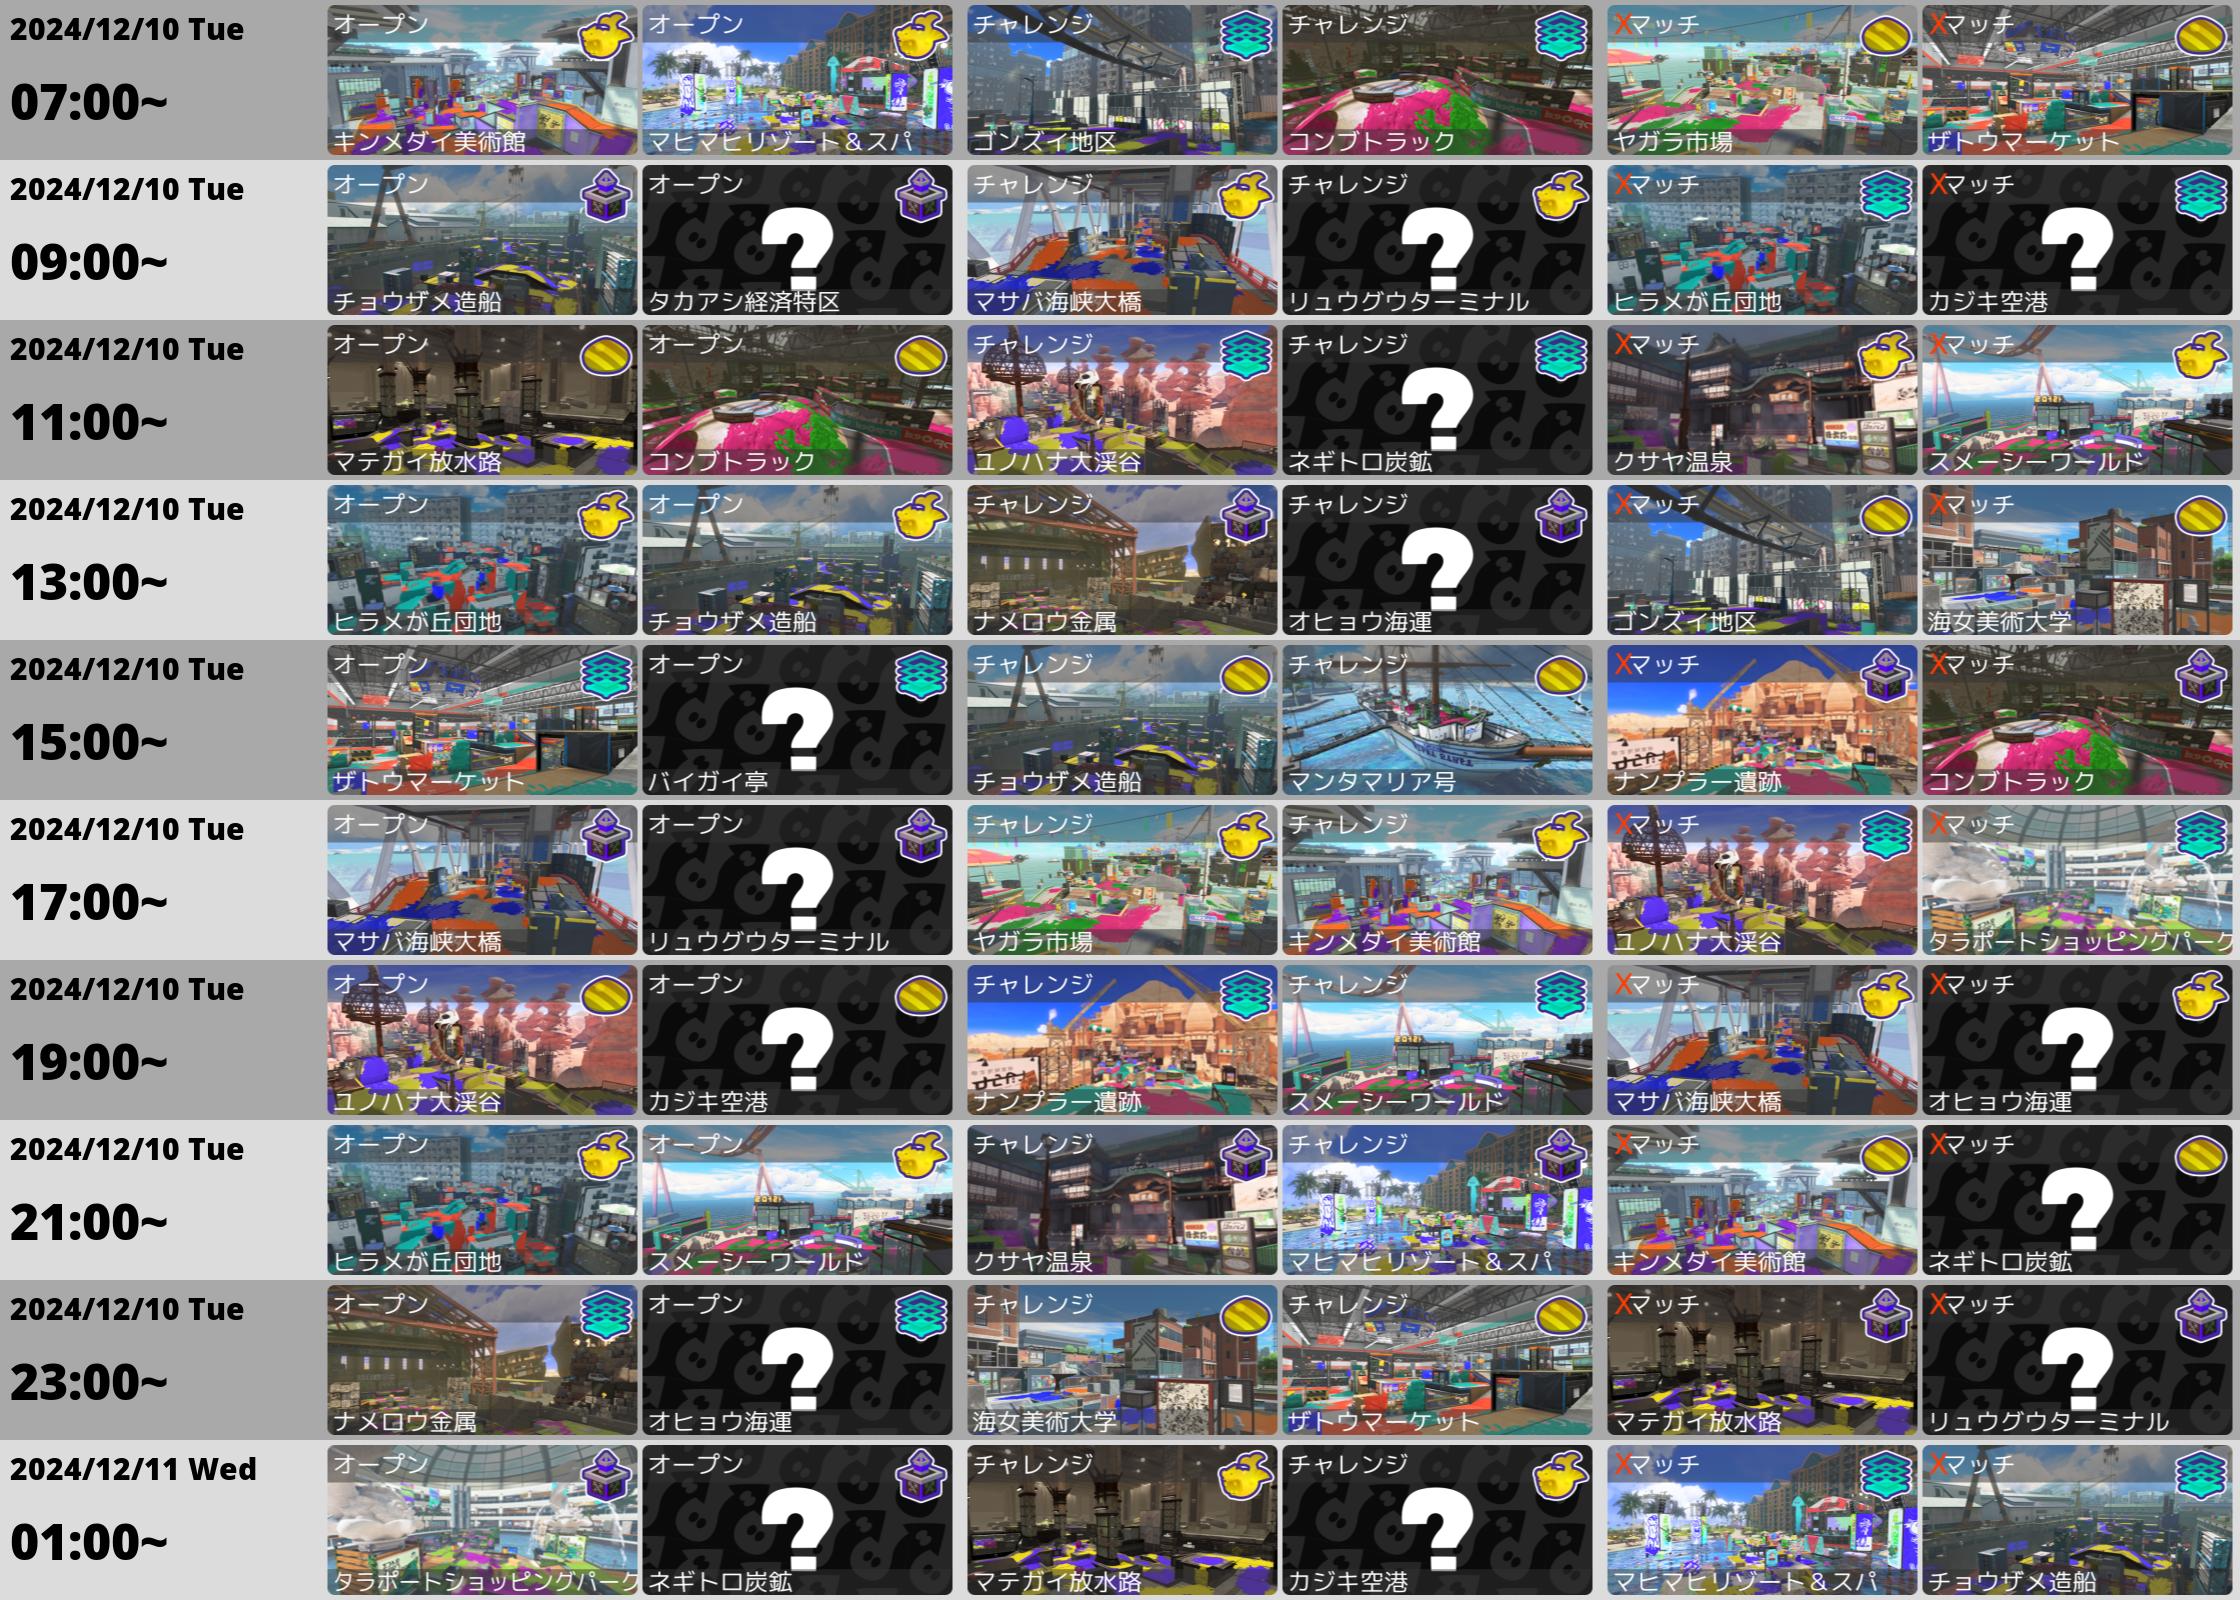 2024/12/10 Tue
07:00~
オープン
キンメダイ美術館
オープン
マヒマヒリゾート＆スパ
チャレンジ
ゴンズイ地区
チャレンジ
コンブトラック
Xマッチ
ヤガラ市場
Xマッチ
ザトウマーケット
2024/12/10 Tue
09:00~
オープン
チョウザメ造船
オープン
タカアシ経済特区
チャレンジ
マサバ海峡大橋
チャレンジ
リュウグウターミナル
Xマッチ
ヒラメが丘団地
Xマッチ
カジキ空港
2024/12/10 Tue
11:00~
オープン
マテガイ放水路
オープン
コンブトラック
チャレンジ
ユノハナ大渓谷
チャレンジ
ネギトロ炭鉱
Xマッチ
クサヤ温泉
Xマッチ
スメーシーワールド
2024/12/10 Tue
13:00~
オープン
ヒラメが丘団地
オープン
チョウザメ造船
チャレンジ
ナメロウ金属
チャレンジ
オヒョウ海運
Xマッチ
ゴンズイ地区
Xマッチ
海女美術大学
2024/12/10 Tue
15:00~
オープン
ザトウマーケット
オープン
バイガイ亭
チャレンジ
チョウザメ造船
チャレンジ
マンタマリア号
Xマッチ
ナンプラー遺跡
Xマッチ
コンブトラック
2024/12/10 Tue
17:00~
オープン
マサバ海峡大橋
オープン
リュウグウターミナル
チャレンジ
ヤガラ市場
チャレンジ
キンメダイ美術館
Xマッチ
ユノハナ大渓谷
Xマッチ
タラポートショッピングパーク
2024/12/10 Tue
19:00~
オープン
ユノハナ大渓谷
オープン
カジキ空港
チャレンジ
ナンプラー遺跡
チャレンジ
スメーシーワールド
Xマッチ
マサバ海峡大橋
Xマッチ
オヒョウ海運
2024/12/10 Tue
21:00~
オープン
ヒラメが丘団地
オープン
スメーシーワールド
チャレンジ
クサヤ温泉
チャレンジ
マヒマヒリゾート＆スパ
Xマッチ
キンメダイ美術館
Xマッチ
ネギトロ炭鉱
2024/12/10 Tue
23:00~
オープン
ナメロウ金属
オープン
オヒョウ海運
チャレンジ
海女美術大学
チャレンジ
ザトウマーケット
Xマッチ
マテガイ放水路
Xマッチ
リュウグウターミナル
2024/12/11 Wed
01:00~
オープン
タラポートショッピングパーク
オープン
ネギトロ炭鉱
チャレンジ
マテガイ放水路
チャレンジ
カジキ空港
Xマッチ
マヒマヒリゾート＆スパ
Xマッチ
チョウザメ造船